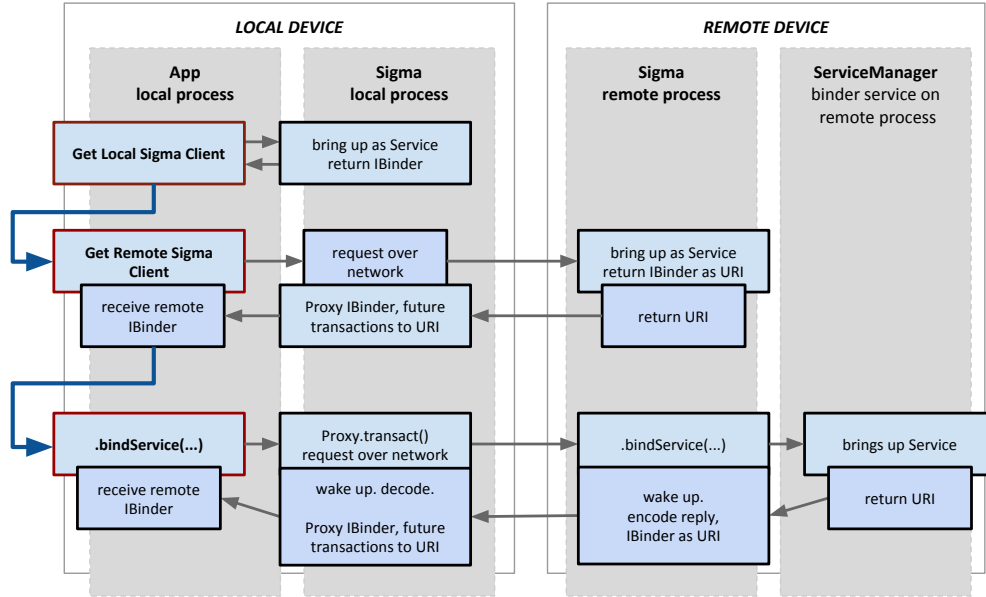 LOCAL DEVICE
REMOTE DEVICE
App
local process
Sigma
local process
Sigma
remote process
ServiceManager
binder service on
remote process
Get Local Sigma Client
bring up as Service
return IBinder
Get Remote Sigma
Client
request over
network
bring up as Service
return IBinder as URI
receive remote
IBinder
Proxy IBinder, future
transactions to URI
return URI
.bindService(...)
Proxy.transact()
request over network
.bindService(...)
brings up Service
receive remote
IBinder
wake up. decode.
Proxy IBinder, future
transactions to URI
wake up.
encode reply,
IBinder as URI
return URI